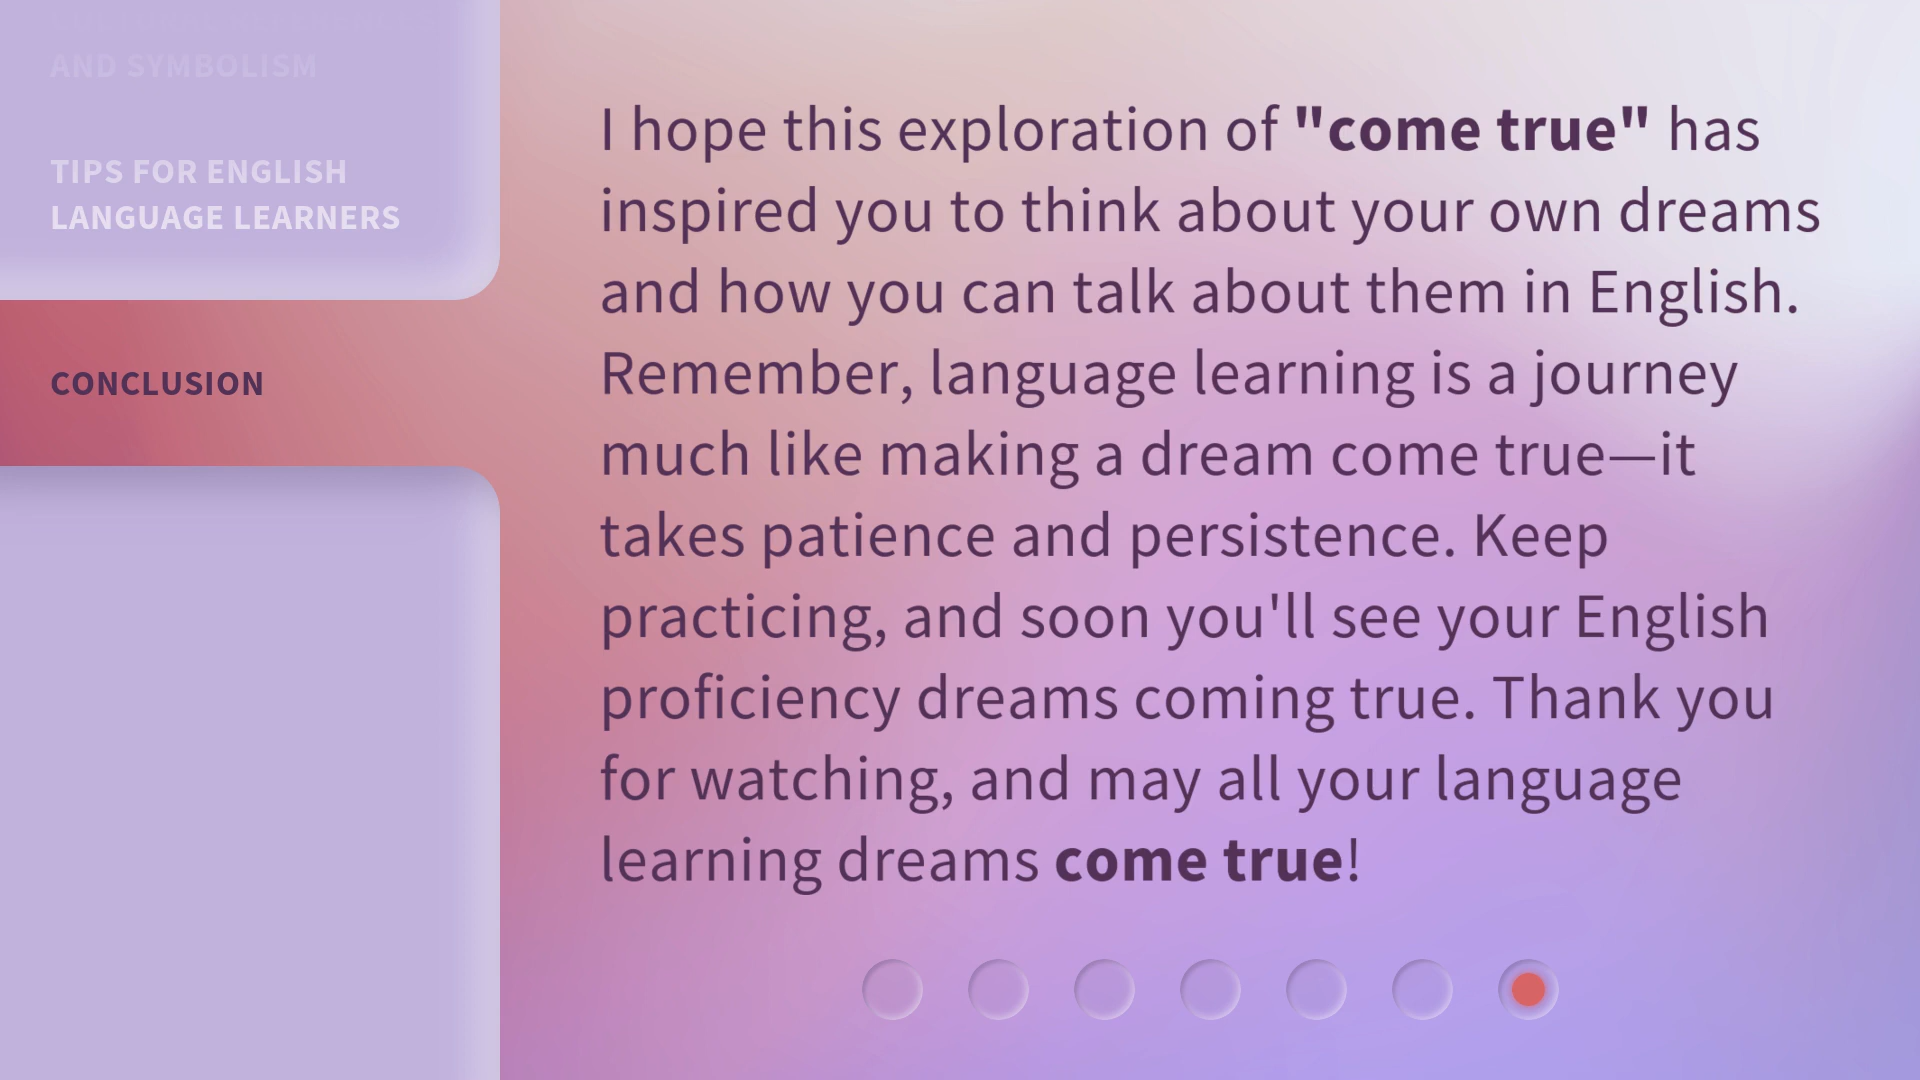 AND SYMBOLISM
TIPS FOR ENGLISH
LANGUAGE LEARNERS
CONCLUSION
I hope this exploration of "come true" has
inspired you to think about your own dreams
and how you can talk about them in English.
Remember, language learning is a journey
much like making a dream come true—it
takes patience and persistence. Keep
practicing, and soon you'll see your English
proficiency dreams coming true. Thank you
for watching, and may all your language
learning dreams come true!